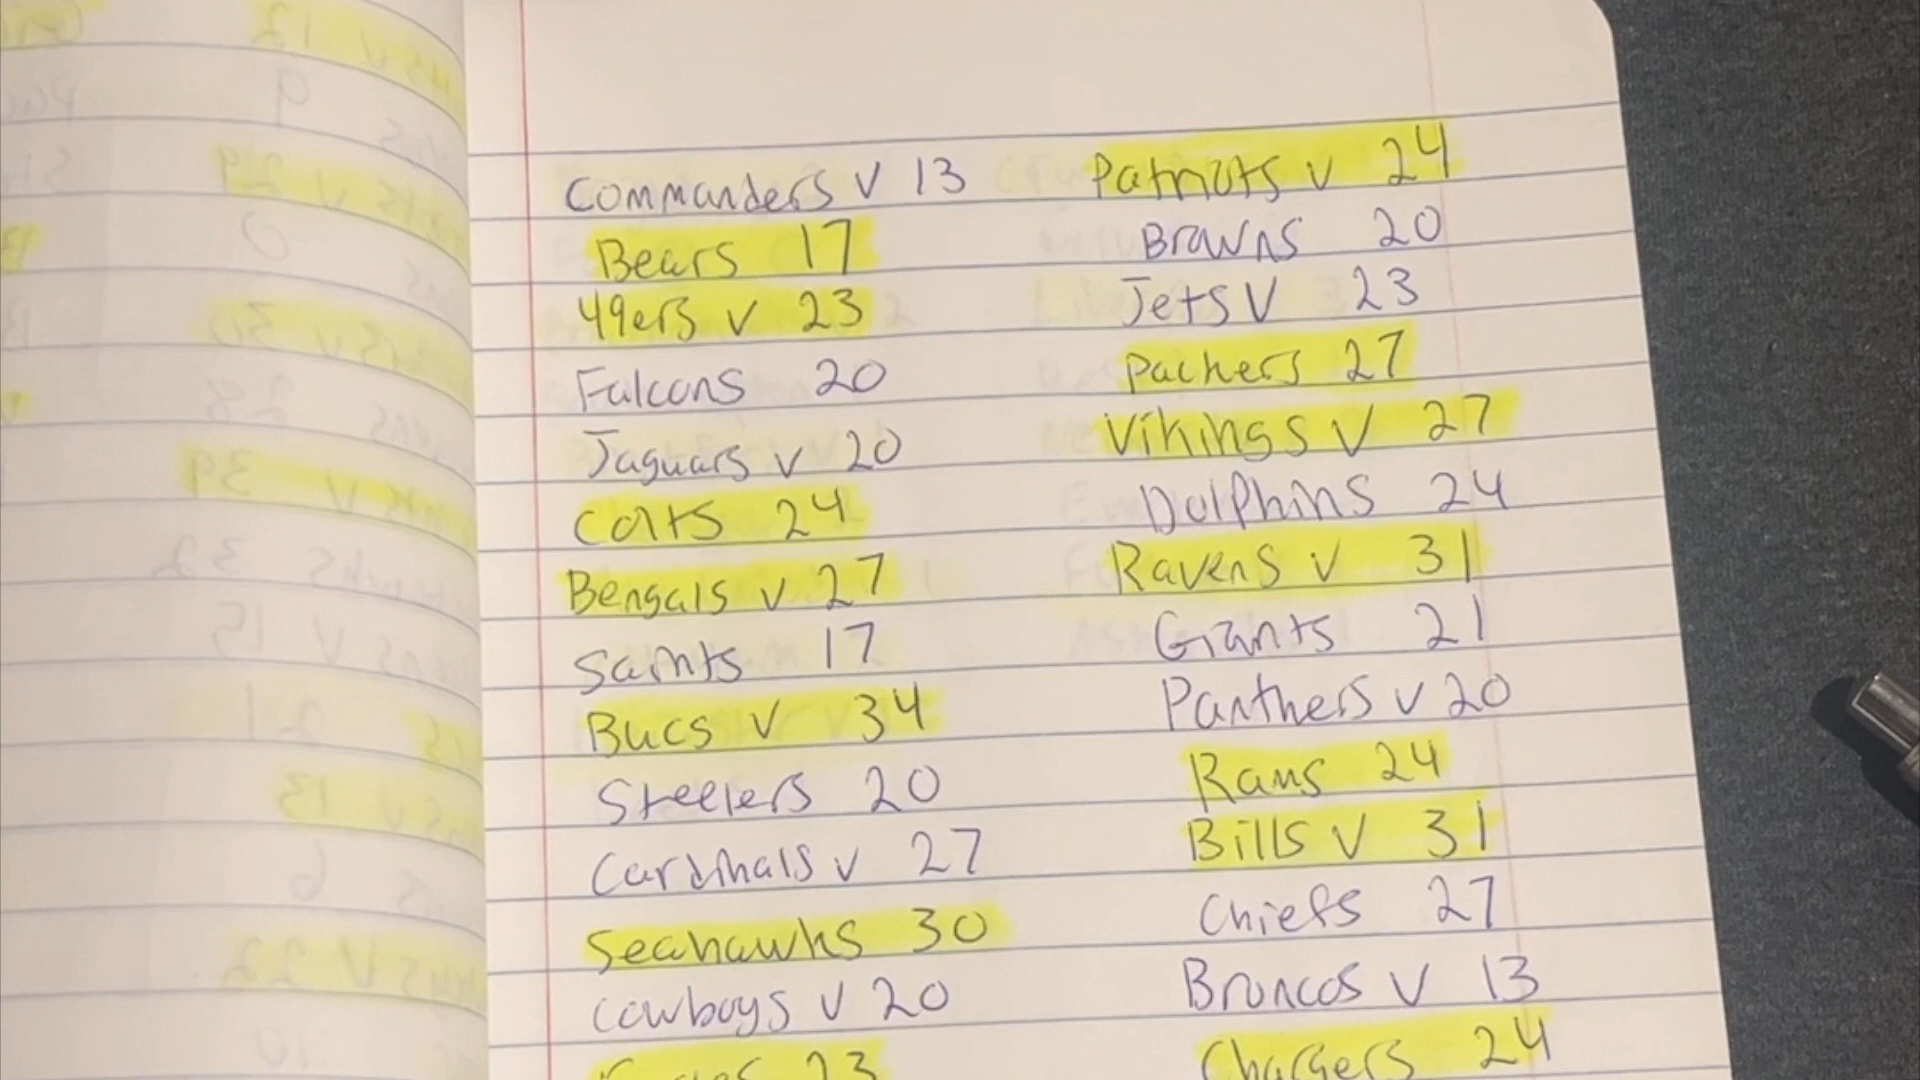 Commanders v 13
Bears 17
49ers v 23
Falcons 20
Jaguars v 20
Colts 24
Bengals v 27
Saints 17
Bucs v 34
Steelers 20
Cardinals v 27
Seahawks 30
Cowboys v 20
23
Patriots v 24
Browns 20
Jets v 23
Packers 27
Vikings v 27
Dolphins 24
Ravens v 31
Giants 21
Panthers v 20
Rams 24
Bills v 31
Chiefs 27
Broncos v 13
Chargers 24